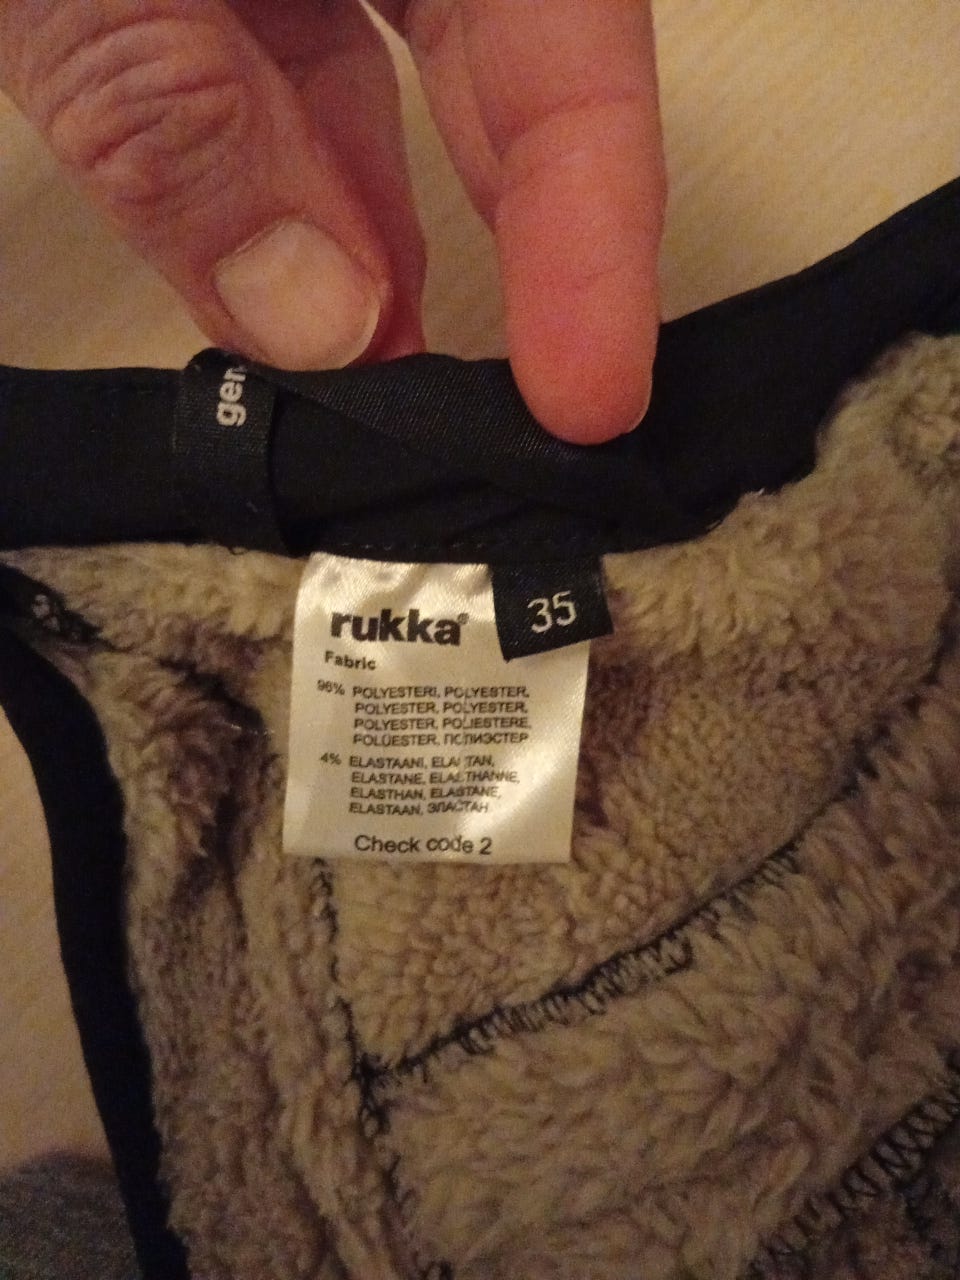 ger
35
rukka®
Fabric
96% POLYESTERI, POLYESTER,
POLYESTER, POLYESTER,
POLYESTER, POLIESTERE,
POLÜESTER, ПОЛИЭСТЕР
4% ELASTAANI, ELASTAN,
ELASTANE, ELASTHANNE,
ELASTHAN, ELASTANE,
ELASTAAN, ЭЛАСТАН
Check code 2